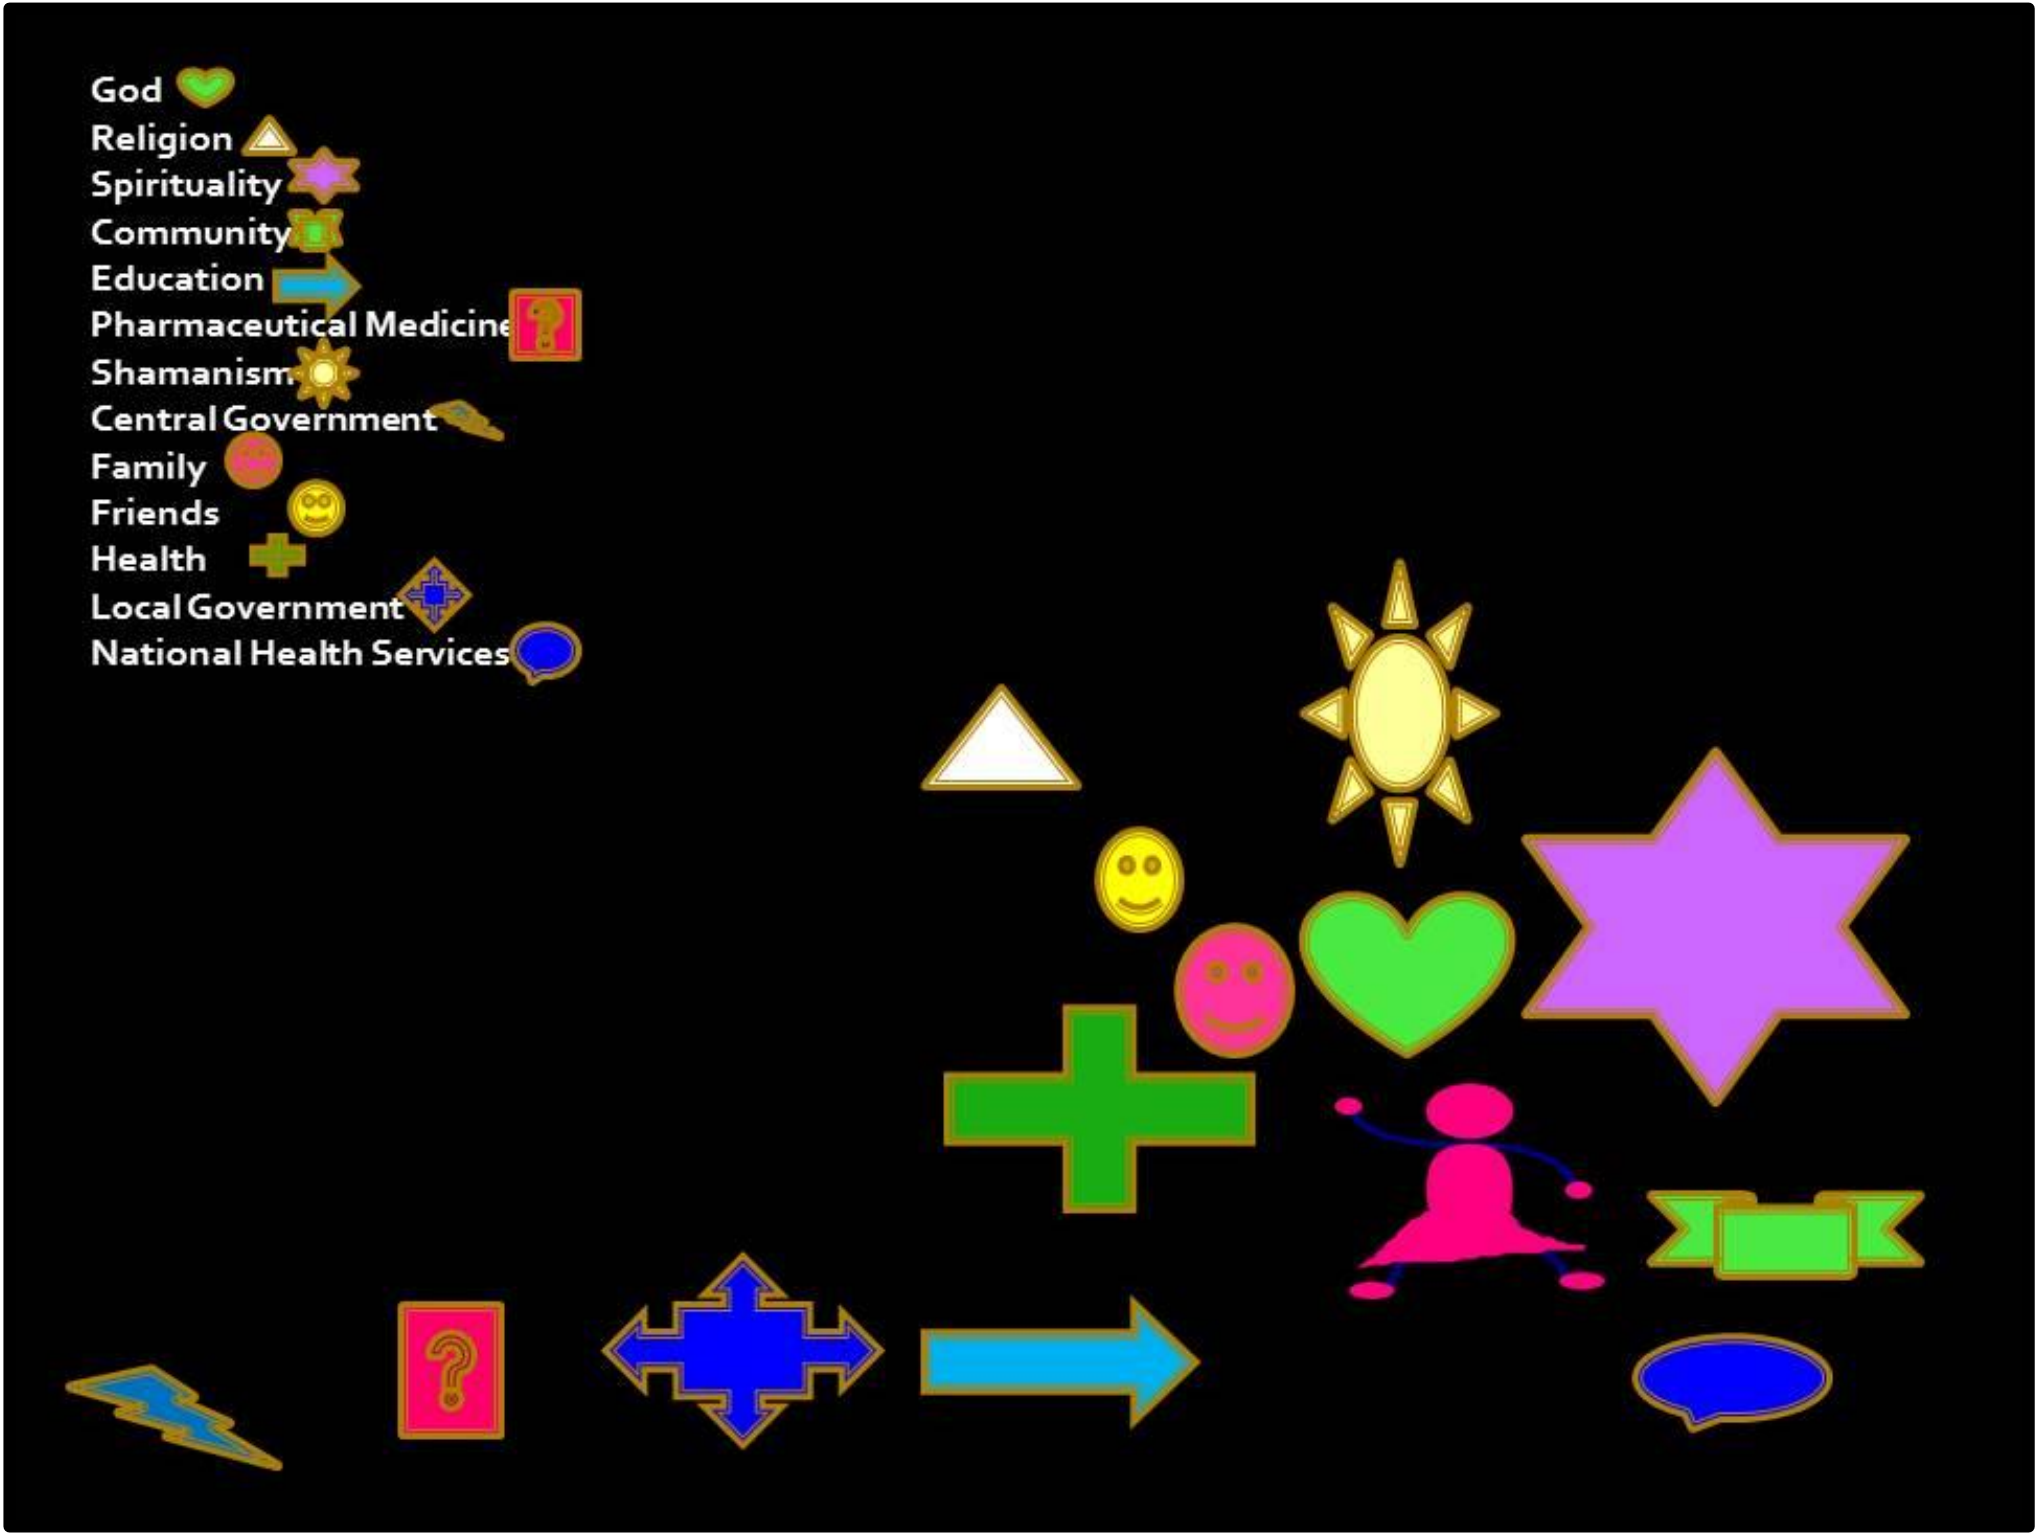 God
Religion
Spirituality
Community
Education
Pharmaceutical Medicine
Shamanism
Central Government
Family
Friends
Health
Local Government
National Health Services
?
?